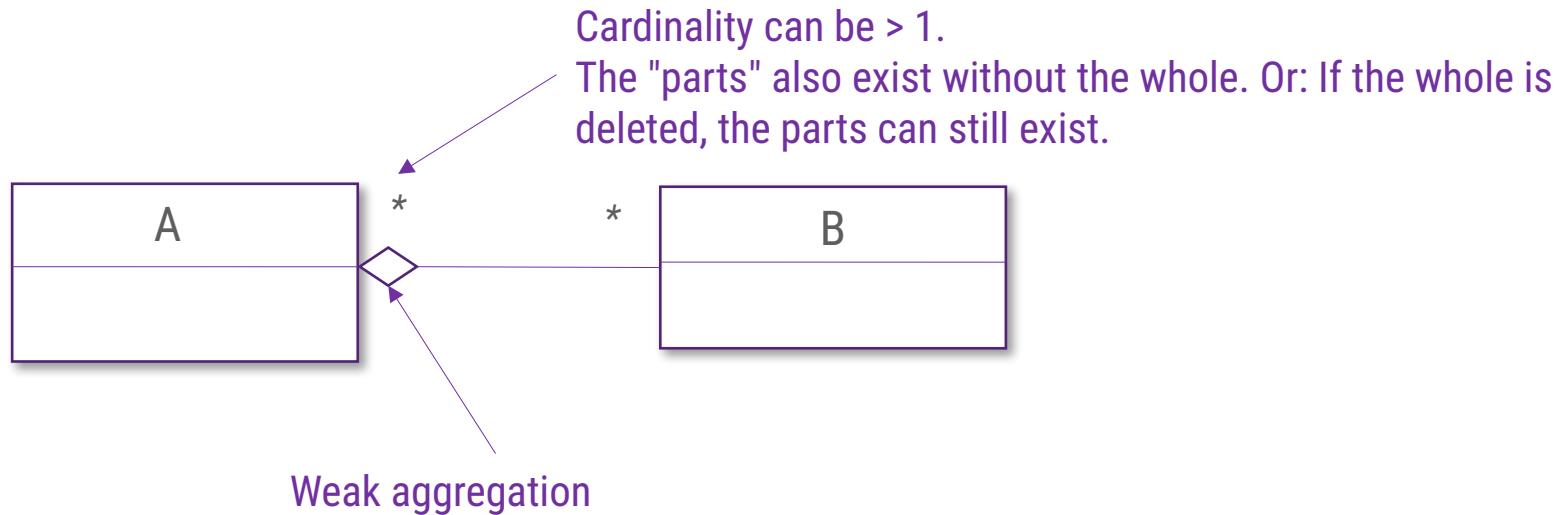 Cardinality can be > 1.
The "parts" also exist without the whole. Or: If the whole is
deleted, the parts can still exist.
A
*
*
B
Weak aggregation